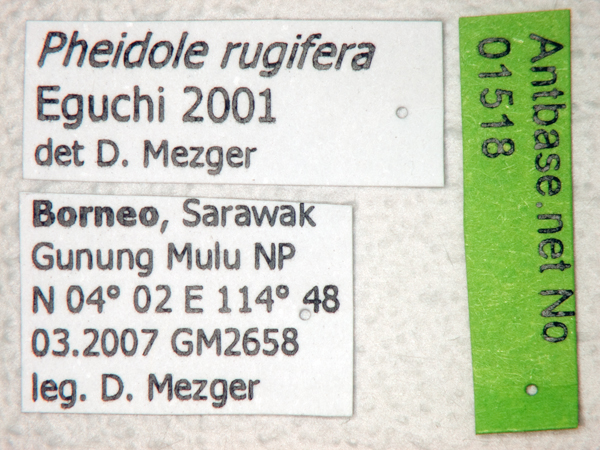 Pheidole rugifera
Eguchi 2001
det D. Mezger
Borneo, Sarawak
Gunung Mulu NP
N 04° 02 E 114° 48
03.2007 GM2658
leg. D. Mezger
Antbase.net No
01518